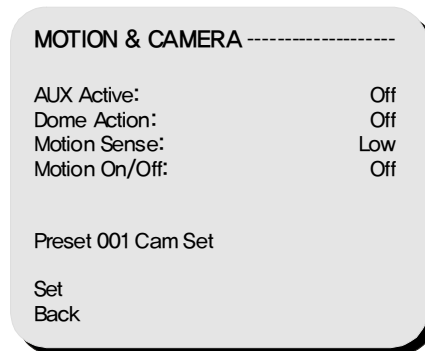 MOTION & CAMERA --------------------
AUX Active: Off
Dome Action: Off
Motion Sense: Low
Motion On/Off: Off
Preset 001 Cam Set
Set
Back